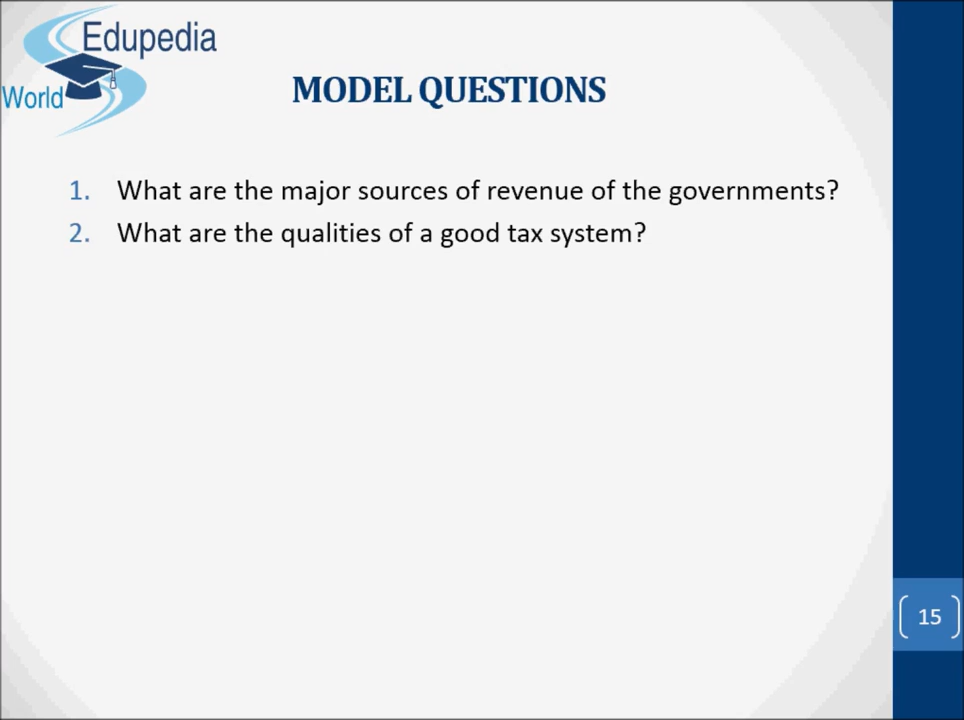 Edupedia
World
MODEL QUESTIONS
1. What are the major sources of revenue of the governments?
2. What are the qualities of a good tax system?
15